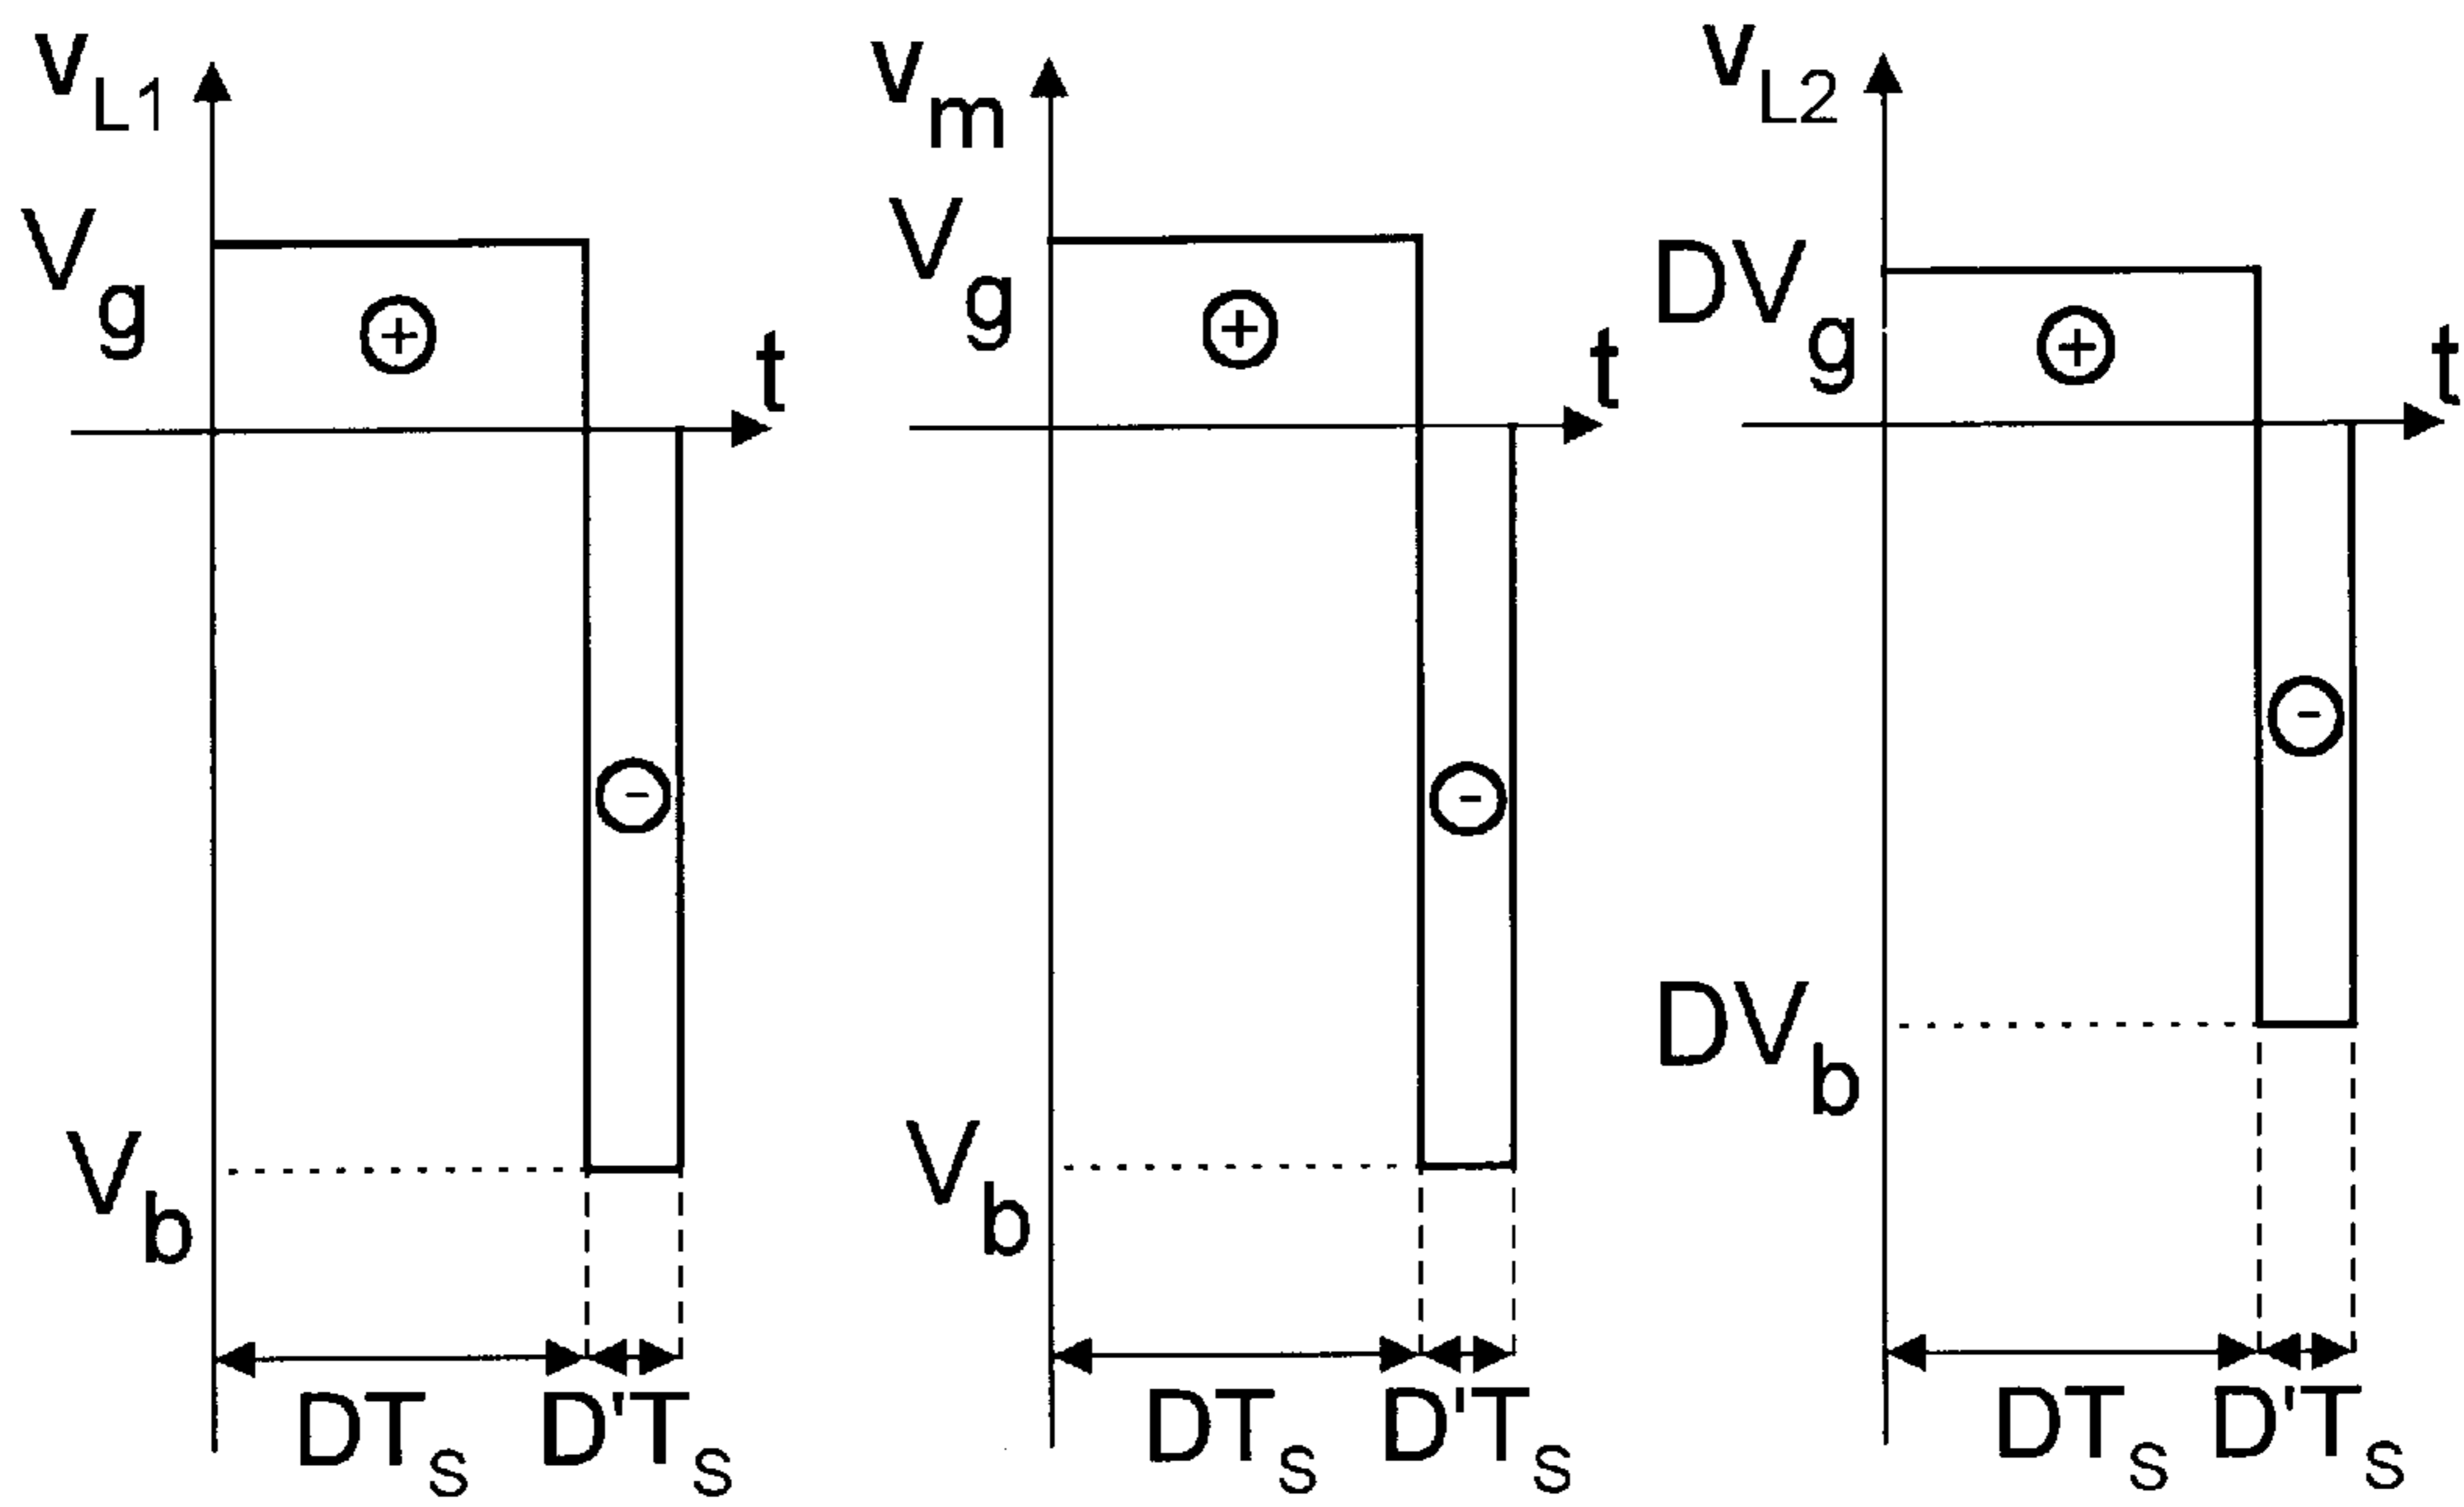 vL1
Vg
+
t
-
Vb
DTS
D'TS
vm
Vg
+
t
-
Vb
DTS
D'TS
vL2
DVg
+
t
-
DVb
DTS
D'TS